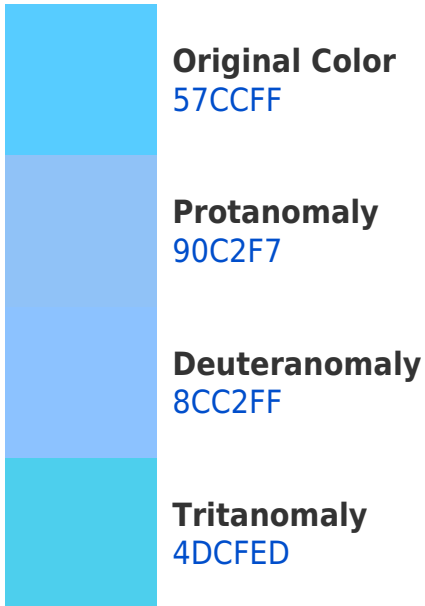 Original Color
57CCFF
Protanomaly
90C2F7
Deuteranomaly
8CC2FF
Tritanomaly
4DCFED